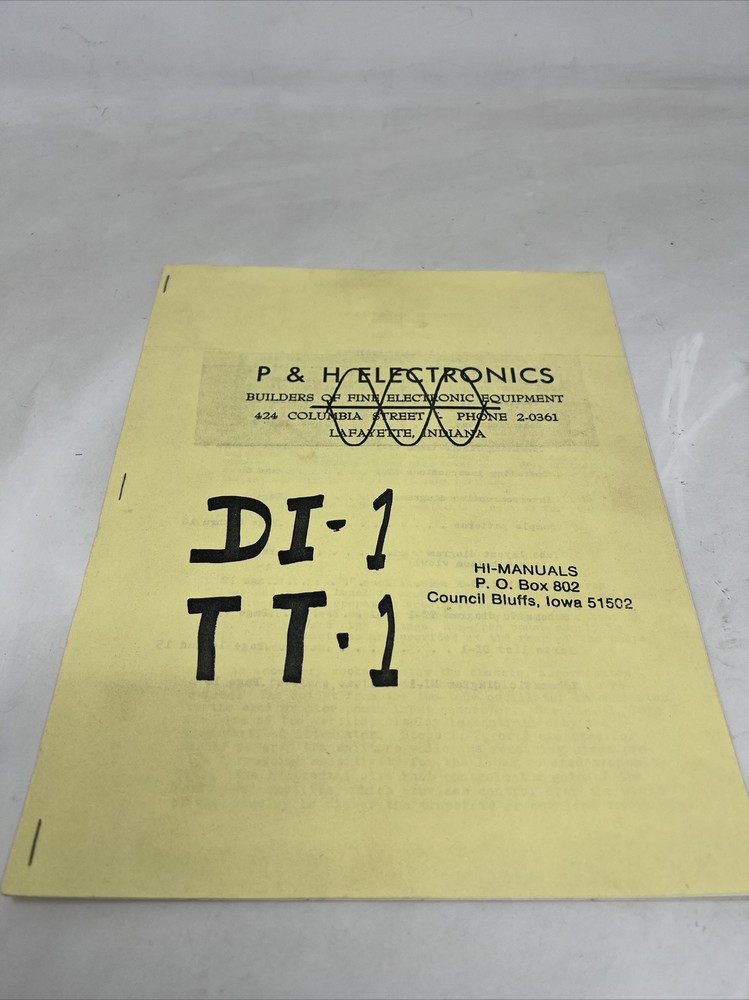 P & H ELECTRONICS
BUILDERS OF FINE ELECTRONIC EQUIPMENT
424 COLUMBIA STREET - PHONE 2-0361
LAFAYETTE, INDIANA
DI-1
TT-1
HI-MANUALS
P. O. Box 802
Council Bluffs, Iowa 51502